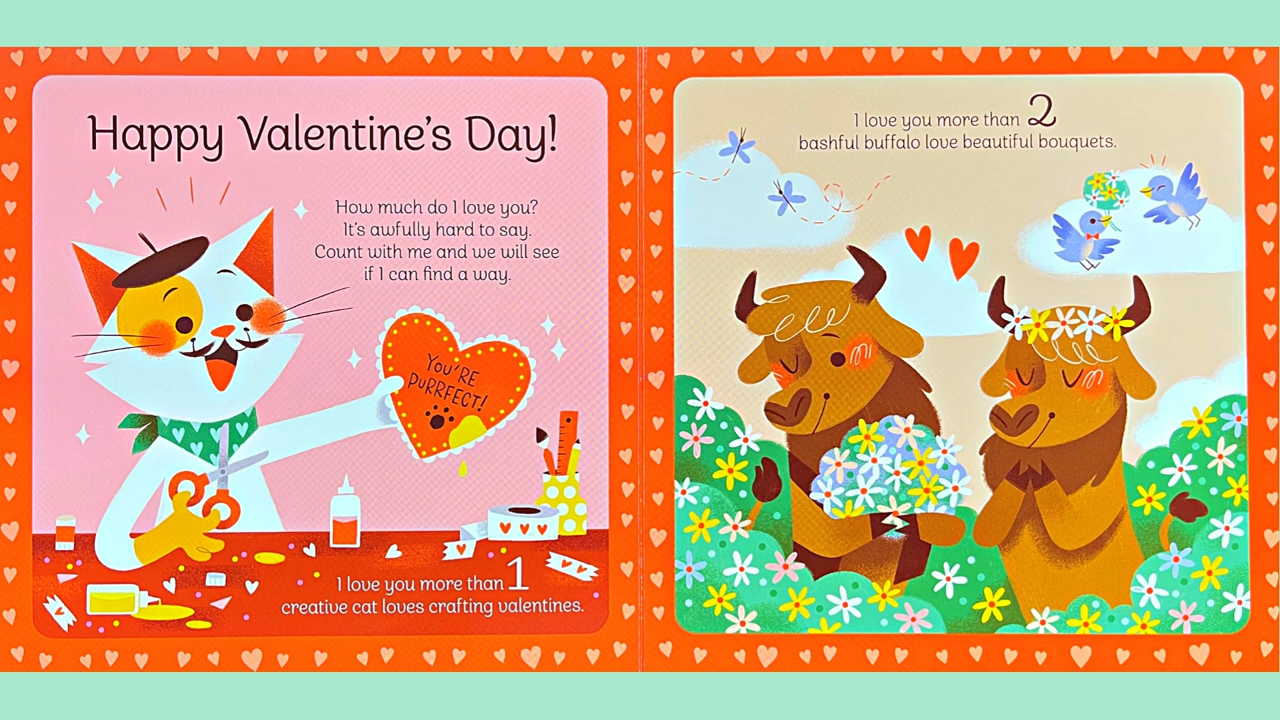 Happy Valentine's Day!
How much do I love you?
It's awfully hard to say.
Count with me and we will see
if I can find a way.
YOU'RE
PURRFECT!
I love you more than 1
creative cat loves crafting valentines.
I love you more than 2
bashful buffalo love beautiful bouquets.